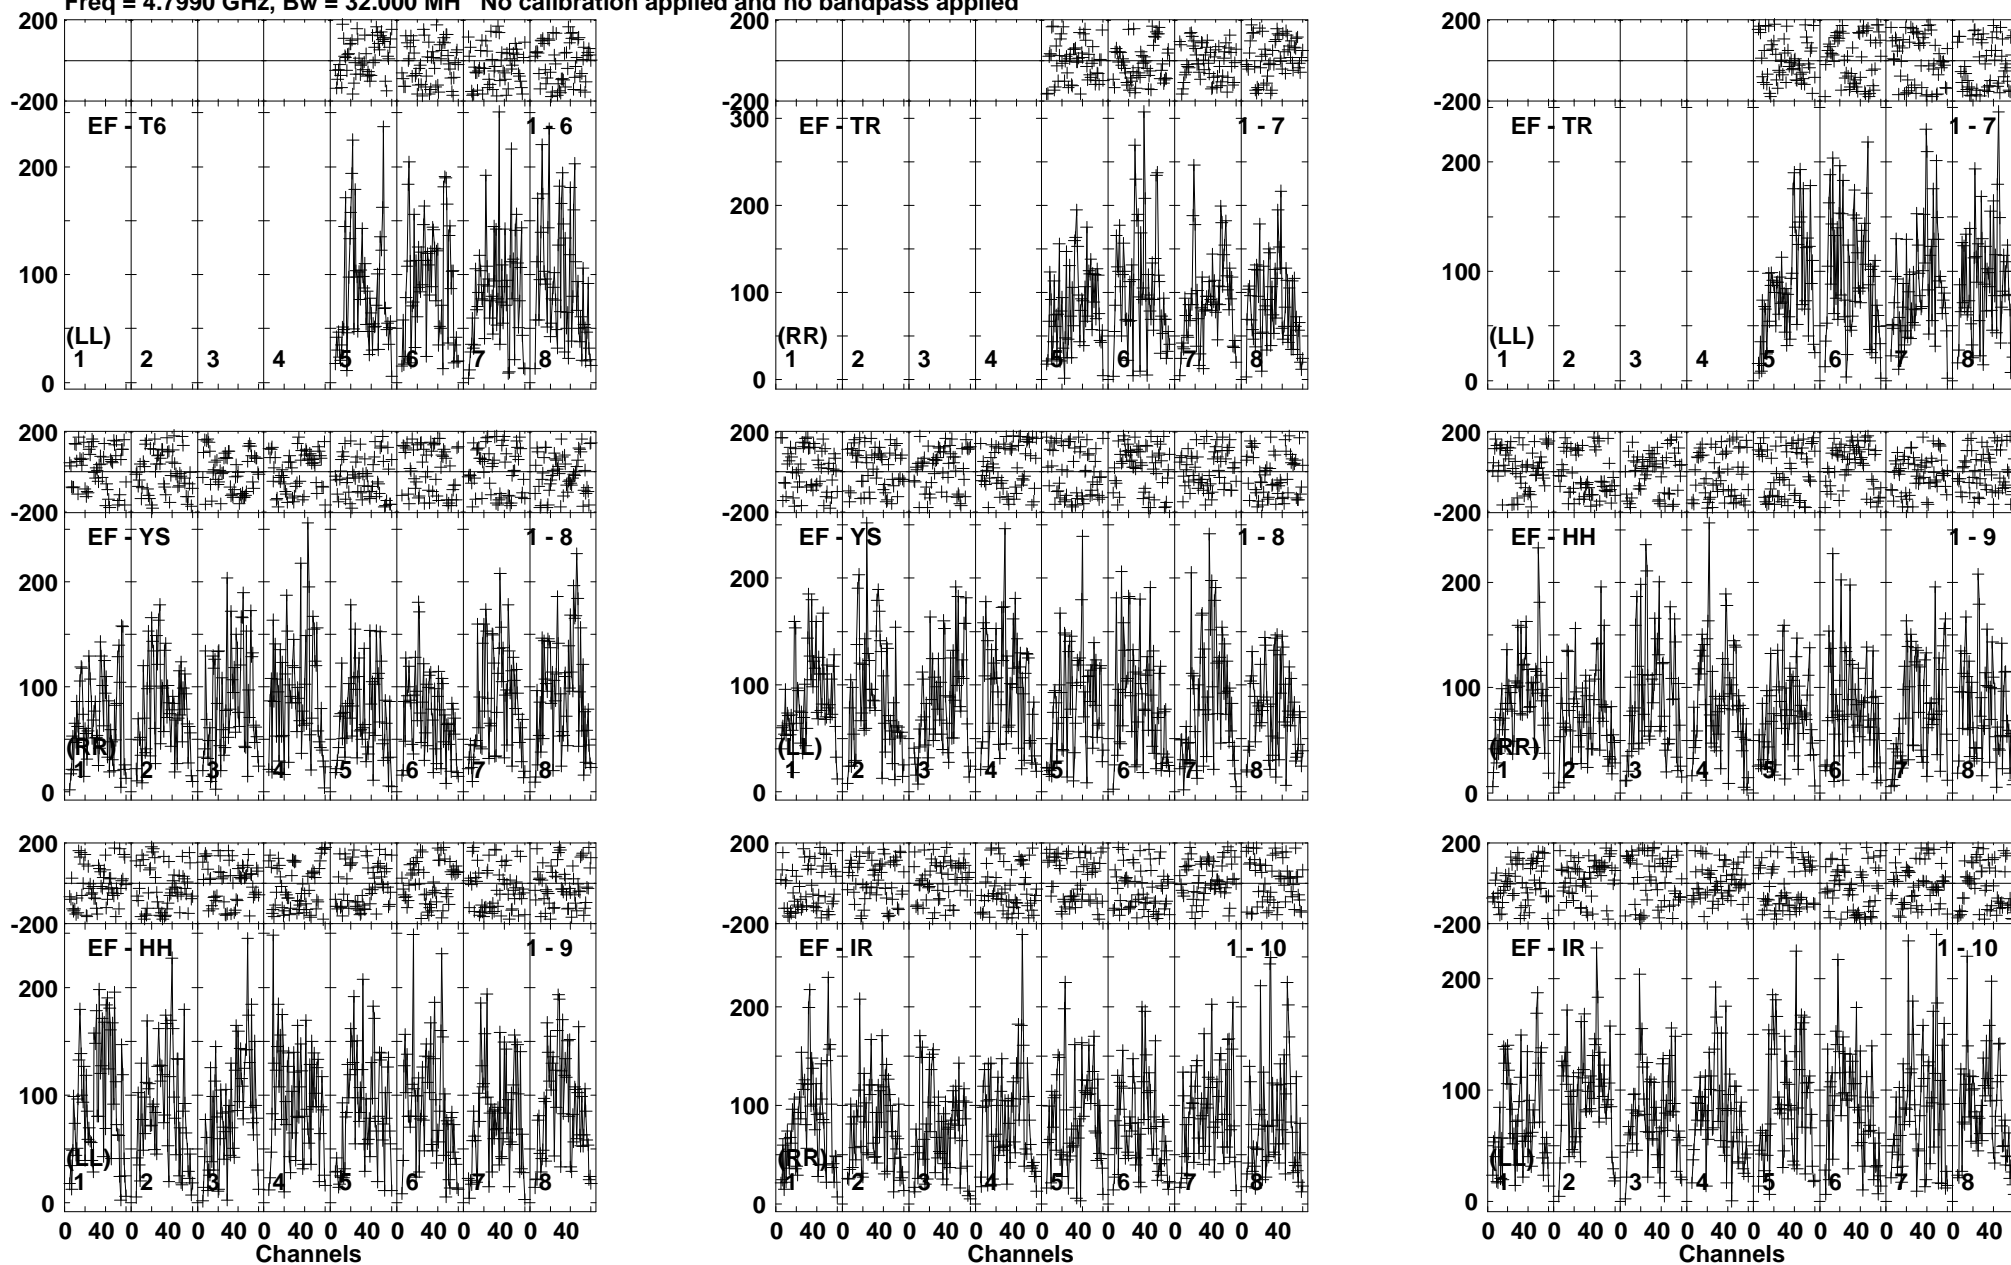 Freq = 4.7990 GHz, Bw = 32.000 MH No calibration applied and no bandpass applied
200 200 200
-200 -200 -200
EF - T6 1 - 6 300 EF - TR 1 - 7 EF - TR 1 - 7
200 200 200
100 100 100
(LL) (RR) (LL)
1 2 3 4 5 6 7 8 1 2 3 4 5 6 7 8 1 2 3 4 5 6 7 8
0 0 0
200 200 200
-200 -200 -200
EF - YS 1 - 8 EF - YS 1 - 8 EF - HH 1 - 9
200 200 200
100 100 100
(RR) (LL) (RR)
1 2 3 4 5 6 7 8 1 2 3 4 5 6 7 8 1 2 3 4 5 6 7 8
0 0 0
200 200 200
-200 -200 -200
EF - HH 1 - 9 EF - IR 1 - 10 EF - IR 1 - 10
200 200 200
100 100 100
(LL) (RR) (LL)
1 2 3 4 5 6 7 8 1 2 3 4 5 6 7 8 1 2 3 4 5 6 7 8
0 0 0
0 40 0 40 0 40 0 40 0 40 0 40 0 40 0 40 0 40 0 40 0 40 0 40 0 40 0 40 0 40 0 40 0 40 0 40 0 40 0 40 0 40 0 40 0 40 0 40
Channels Channels Channels